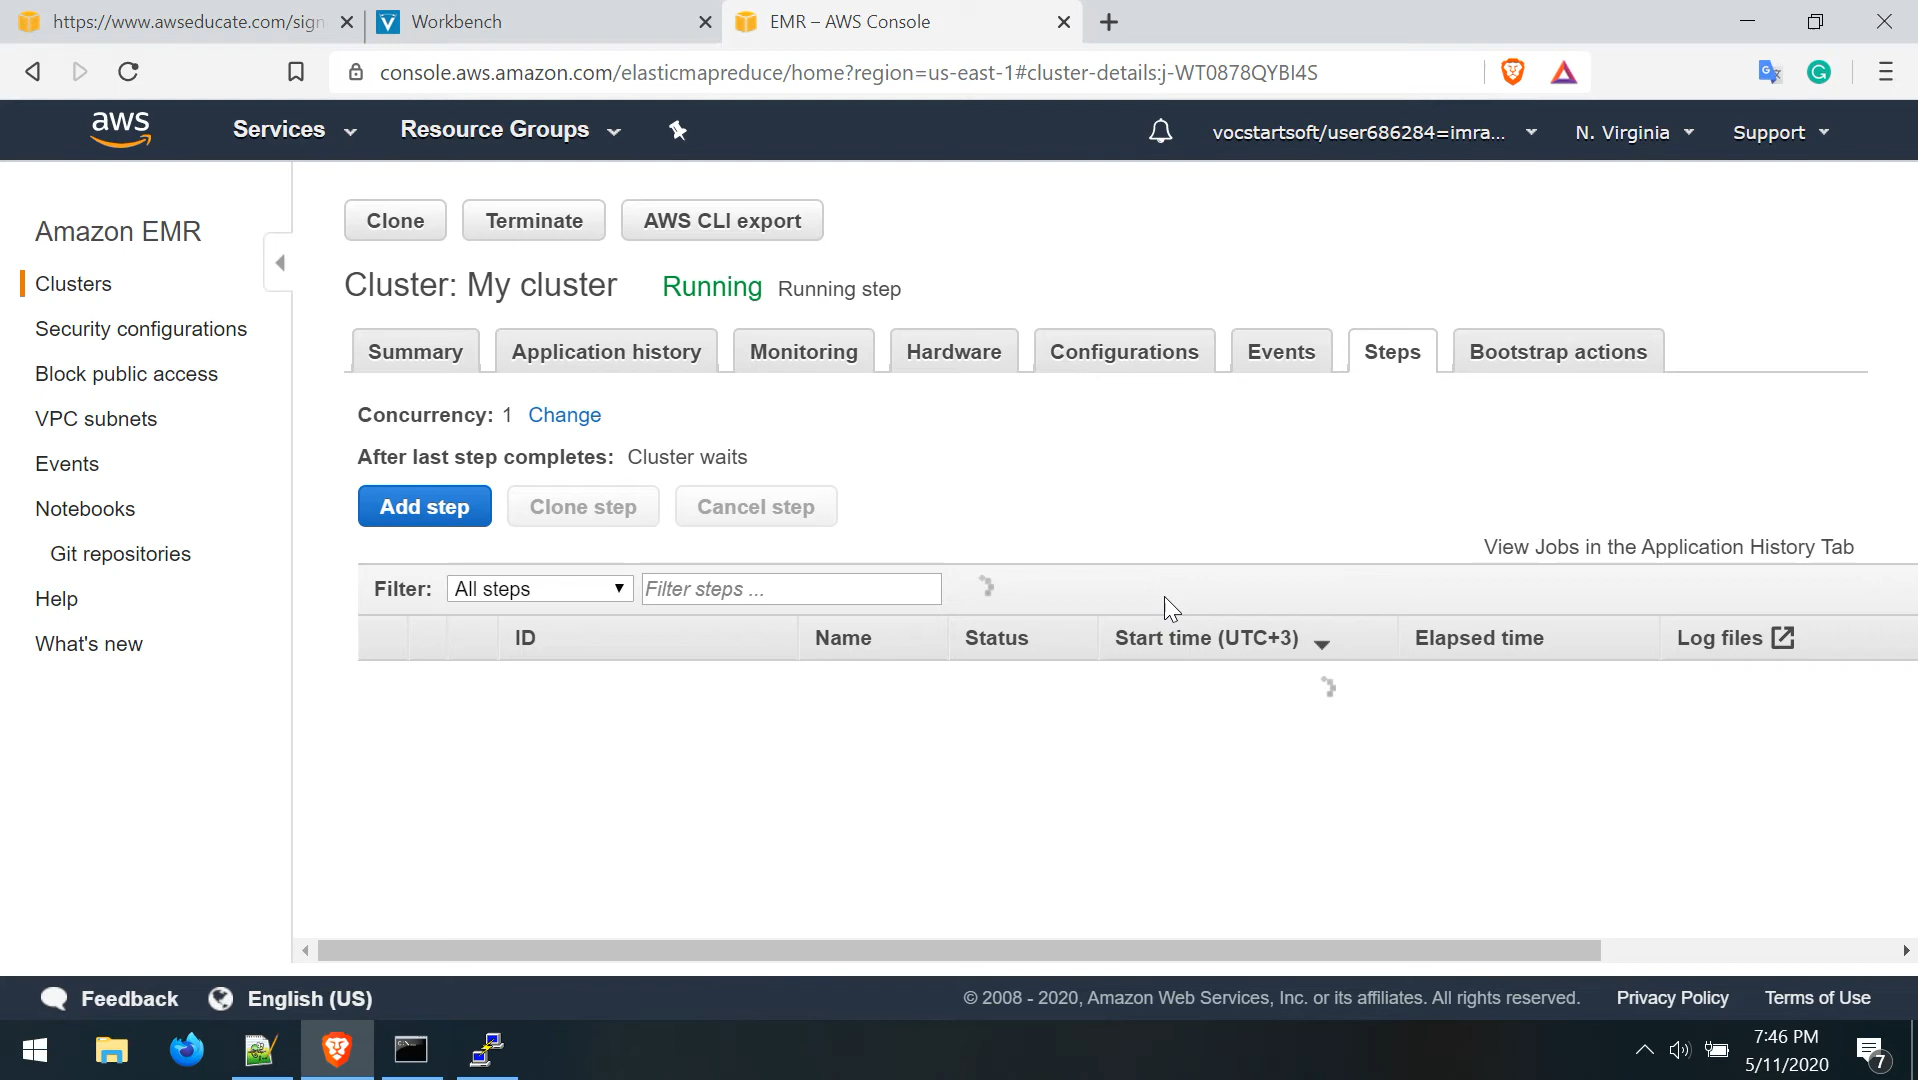 https://www.awseducate.com/sign
Workbench
EMR – AWS Console
console.aws.amazon.com/elasticmapreduce/home?region=us-east-1#cluster-details:j-WT0878QYBI4S
aws
Services
Resource Groups
vocstartsoft/user686284=imra...
N. Virginia
Support
Amazon EMR
Clusters
Security configurations
Block public access
VPC subnets
Events
Notebooks
Git repositories
Help
What's new
Clone
Terminate
AWS CLI export
Cluster: My cluster
Running
Running step
Summary
Application history
Monitoring
Hardware
Configurations
Events
Steps
Bootstrap actions
Concurrency: 1 Change
After last step completes: Cluster waits
Add step
Clone step
Cancel step
View Jobs in the Application History Tab
Filter: All steps Filter steps ...
ID
Name
Status
Start time (UTC+3)
Elapsed time
Log files
Feedback
English (US)
© 2008 - 2020, Amazon Web Services, Inc. or its affiliates. All rights reserved.
Privacy Policy
Terms of Use
7:46 PM
5/11/2020
7